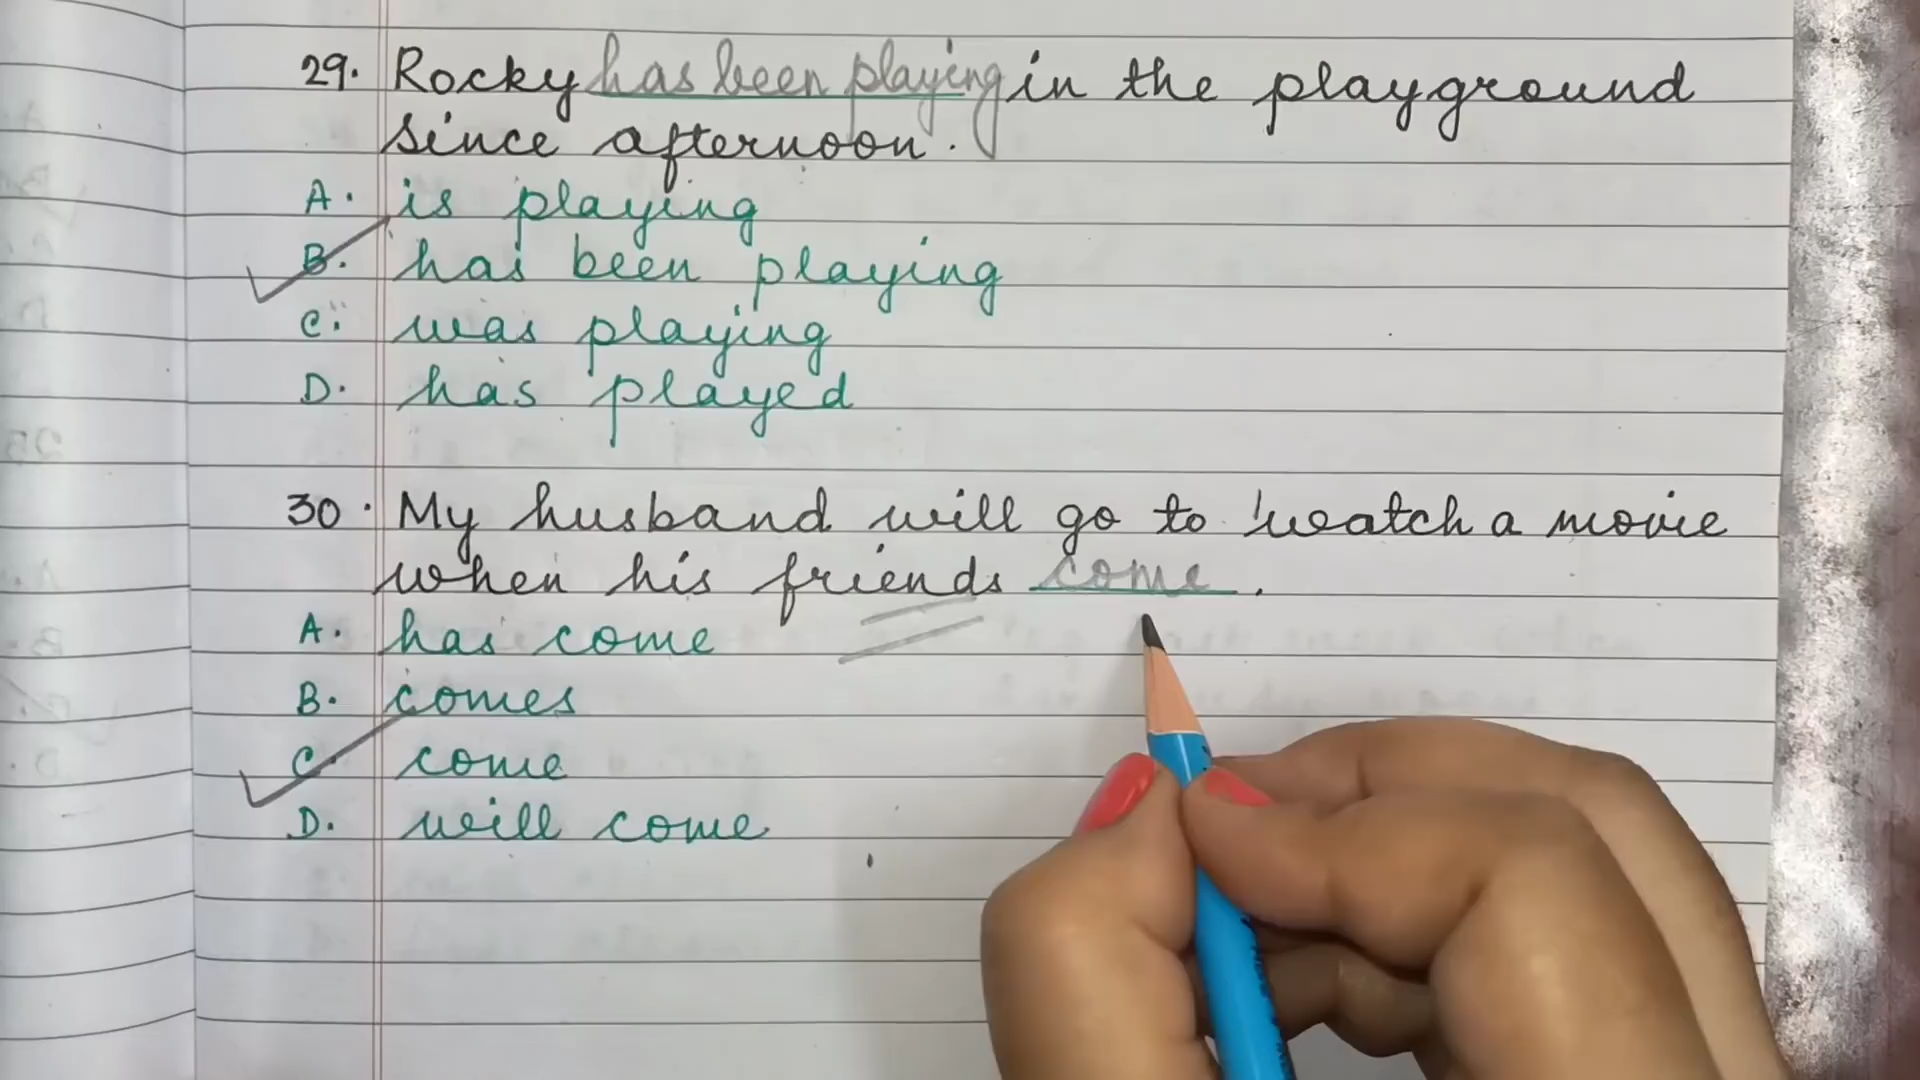 29. Rocky has been playing in the playground
since afternoon.
A. is playing
B. has been playing
C. was playing
D. has played
30. My husband will go to watch a movie
when his friends come.
A. has come
B. comes
C. come
D. will come